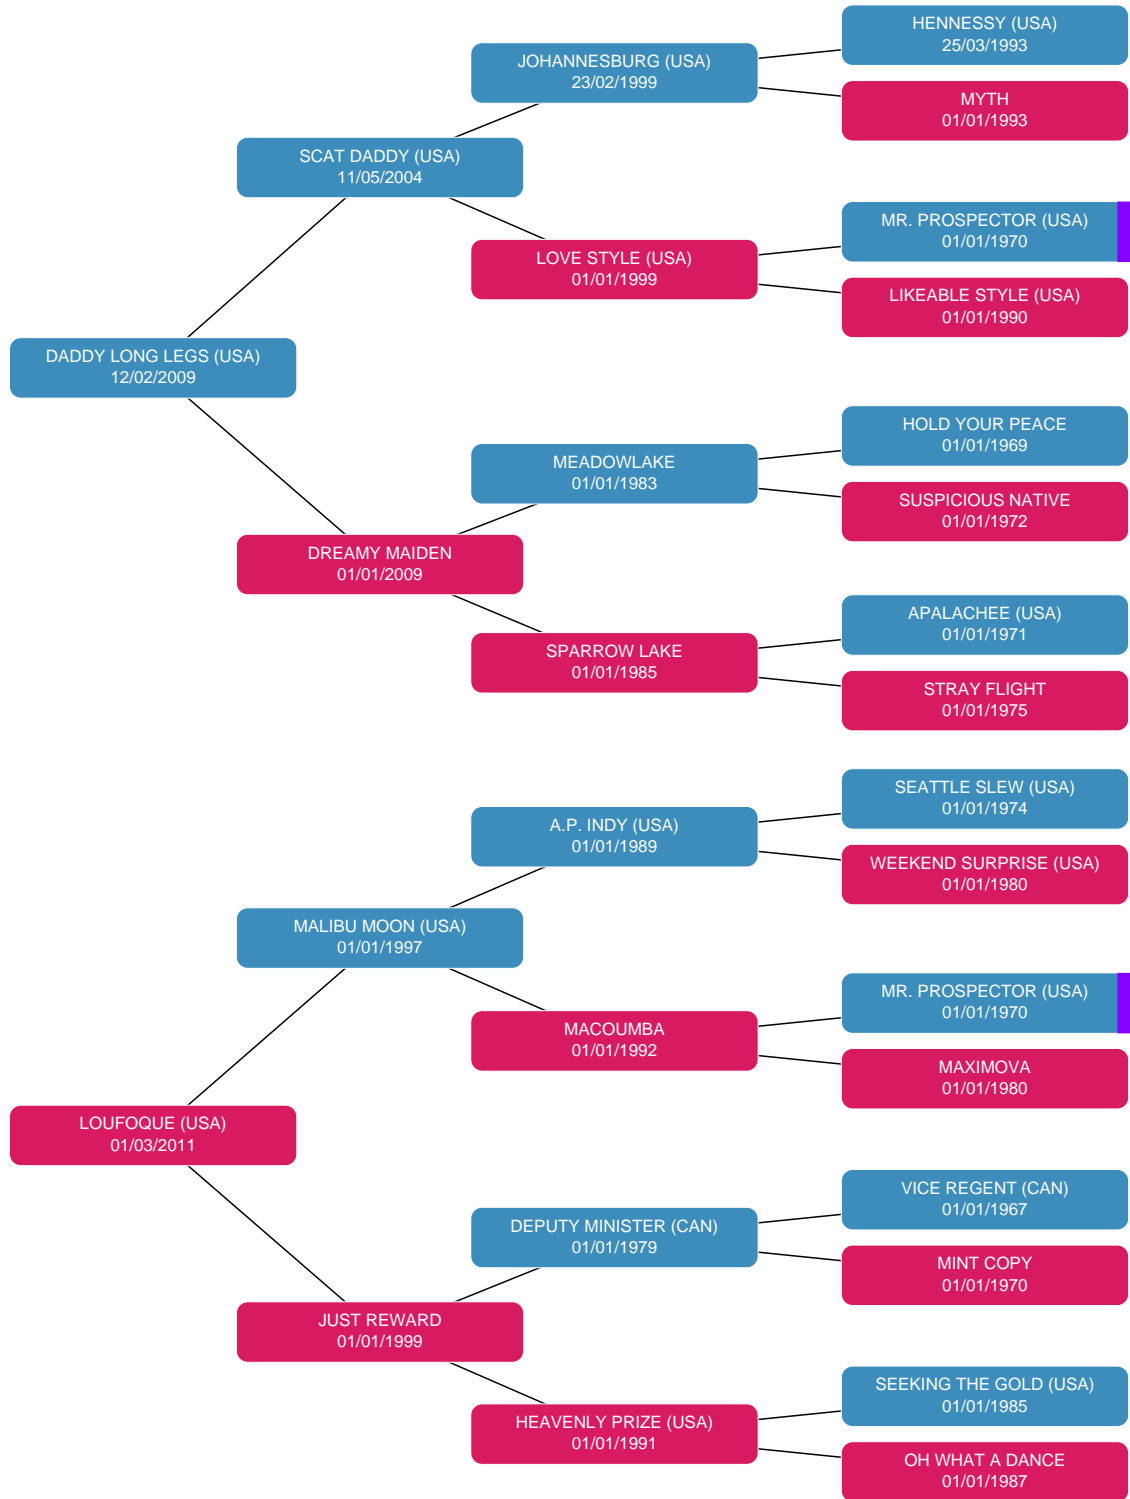 HENNESSY (USA)
25/03/1993
JOHANNESBURG (USA)
23/02/1999
MYTH
01/01/1993
SCAT DADDY (USA)
11/05/2004
MR. PROSPECTOR (USA)
01/01/1970
LOVE STYLE (USA)
01/01/1999
LIKEABLE STYLE (USA)
01/01/1990
DADDY LONG LEGS (USA)
12/02/2009
HOLD YOUR PEACE
01/01/1969
MEADOWLAKE
01/01/1983
SUSPICIOUS NATIVE
01/01/1972
DREAMY MAIDEN
01/01/2009
APALACHEE (USA)
01/01/1971
SPARROW LAKE
01/01/1985
STRAY FLIGHT
01/01/1975
SEATTLE SLEW (USA)
01/01/1974
A.P. INDY (USA)
01/01/1989
WEEKEND SURPRISE (USA)
01/01/1980
MALIBU MOON (USA)
01/01/1997
MR. PROSPECTOR (USA)
01/01/1970
MACOUMBA
01/01/1992
MAXIMOVA
01/01/1980
LOUFOQUE (USA)
01/03/2011
VICE REGENT (CAN)
01/01/1967
DEPUTY MINISTER (CAN)
01/01/1979
MINT COPY
01/01/1970
JUST REWARD
01/01/1999
SEEKING THE GOLD (USA)
01/01/1985
HEAVENLY PRIZE (USA)
01/01/1991
OH WHAT A DANCE
01/01/1987